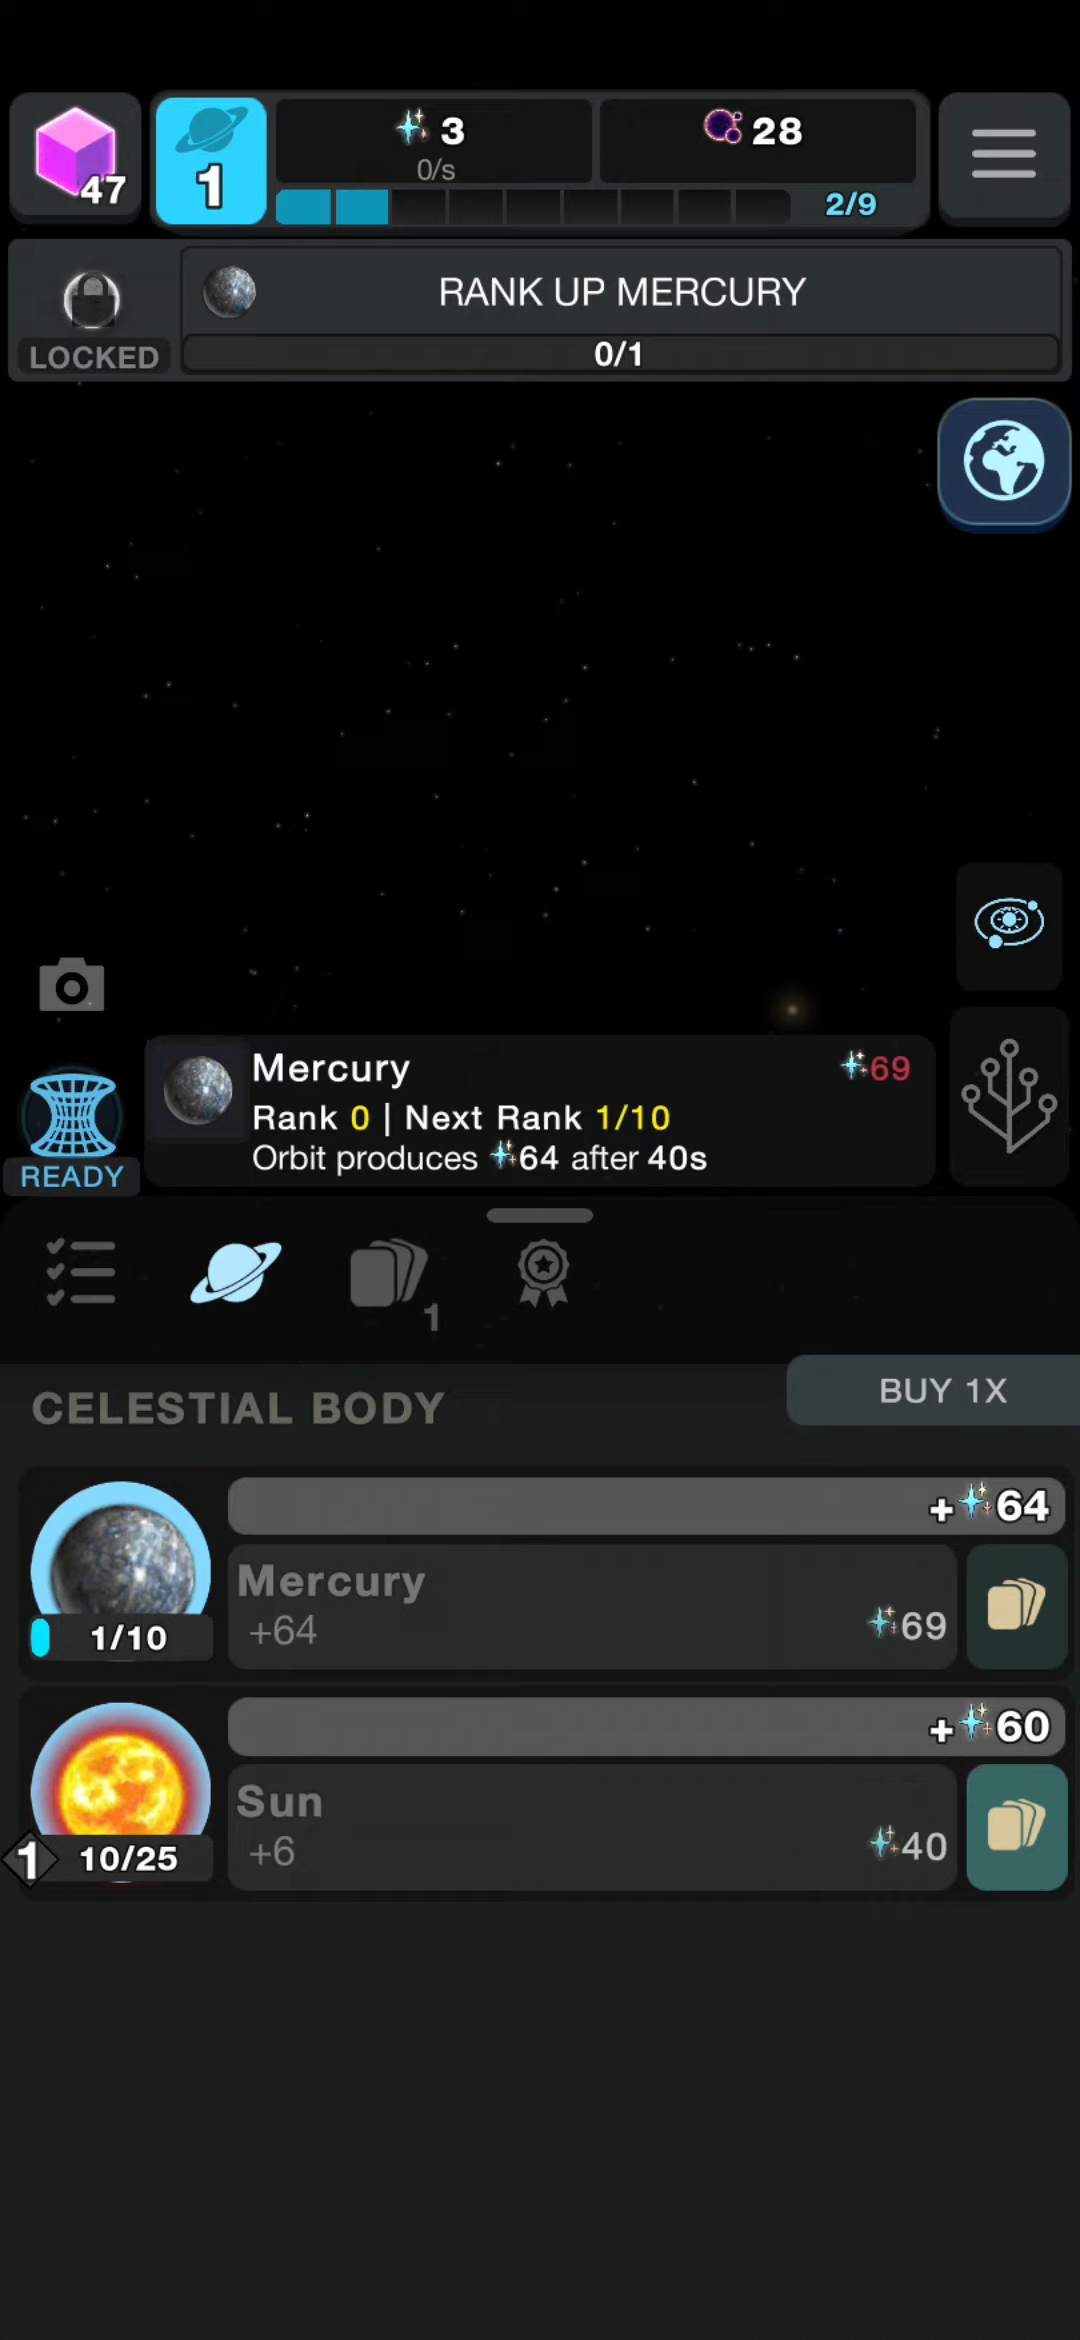 47
1
3
0/s
28
2/9
LOCKED
RANK UP MERCURY
0/1
Mercury
69
Rank 0 | Next Rank 1/10
Orbit produces 64 after 40s
READY
1
CELESTIAL BODY
BUY 1X
+64
Mercury
+64
69
1/10
+60
Sun
+6
40
1
10/25